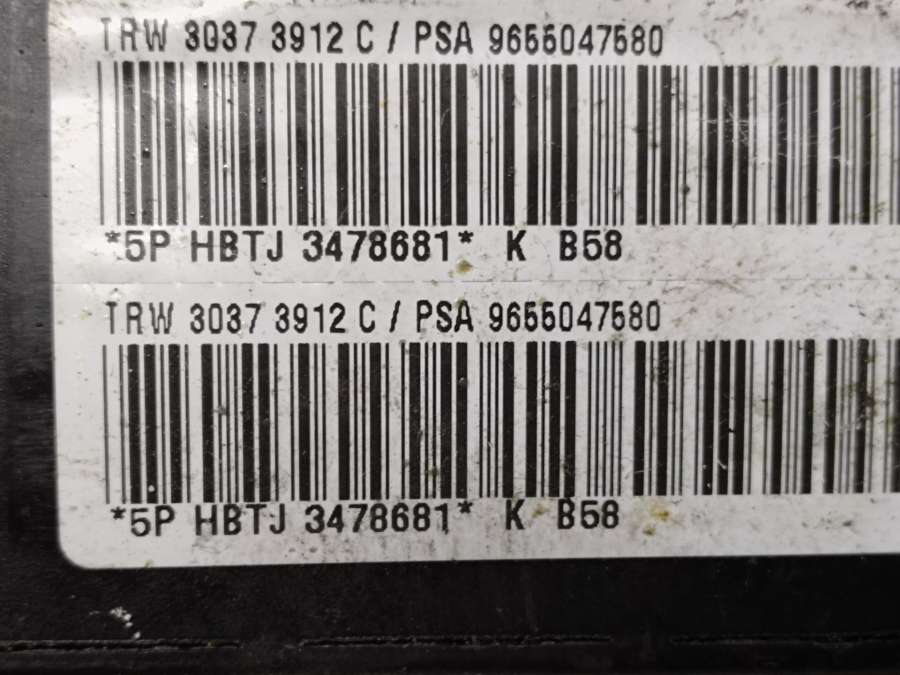 TRW 3037 3912 C / PSA 9655047580
*5P HBTJ 3478681* K B58
TRW 3037 3912 C / PSA 9655047580
*5P HBTJ 3478681* K B58